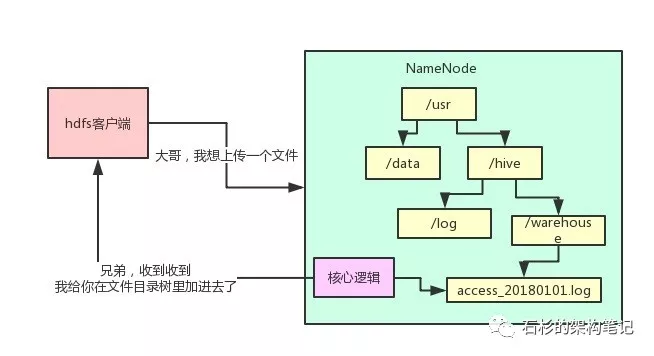 NameNode
/usr
hdfs客户端
大哥，我想上传一个文件
/data
/hive
/log
/warehous
e
兄弟，收到收到
我给你在文件目录树里加进去了
核心逻辑
access_20180101.log
石杉的架构笔记